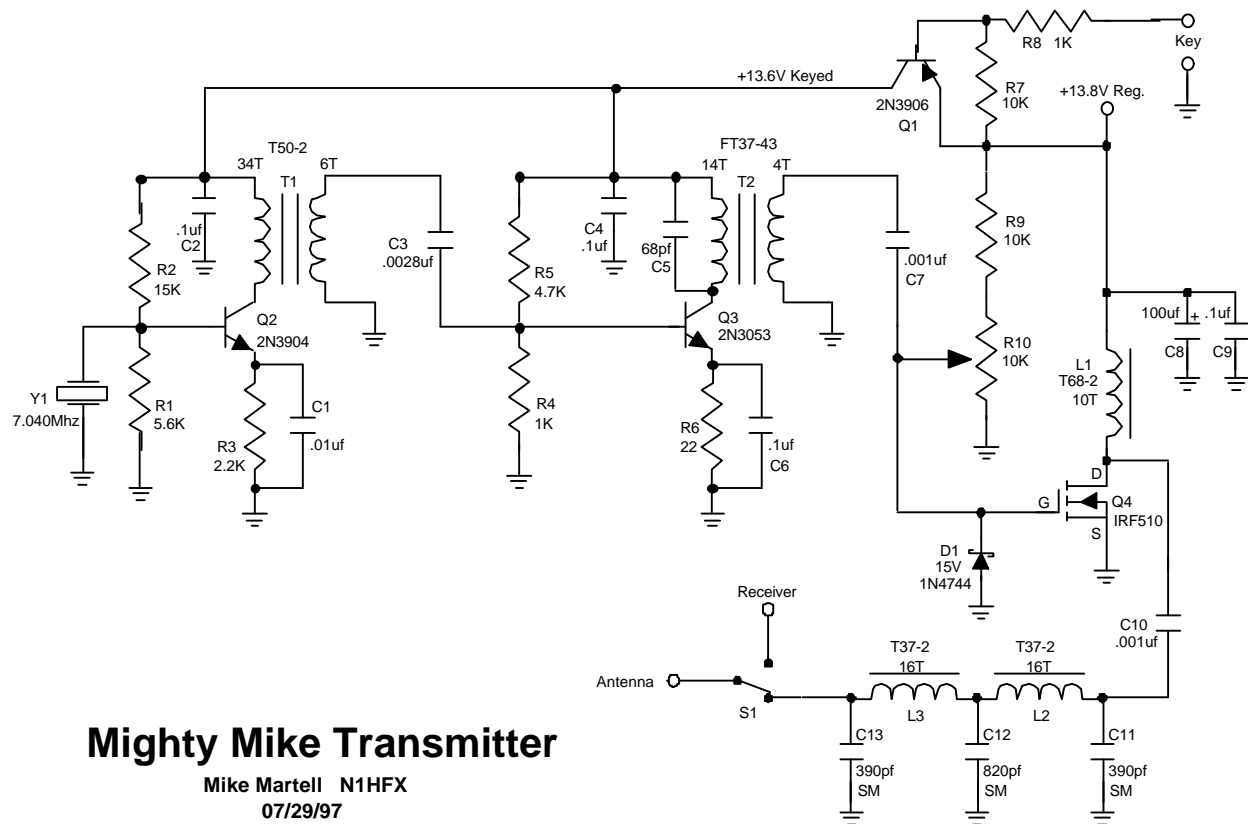 R8 1K
Key
+13.6V Keyed
R7
10K
+13.8V Reg.
2N3906
Q1
T50-2
34T
6T
T1
FT37-43
14T
4T
T2
.1uf
C2
C3
.0028uf
C4
.1uf
68pf
C5
.001uf
C7
R9
10K
R2
15K
R5
4.7K
Q2
2N3904
Q3
2N3053
R10
10K
100uf
+
.1uf
C8
C9
L1
T68-2
10T
Y1
7.040Mhz
R1
5.6K
R3
2.2K
C1
.01uf
R4
1K
R6
22
.1uf
C6
D
G
Q4
IRF510
S
D1
15V
1N4744
Receiver
C10
.001uf
Antenna
S1
T37-2
16T
L3
T37-2
16T
L2
C13
390pf
SM
C12
820pf
SM
C11
390pf
SM
Mighty Mike Transmitter
Mike Martell N1HFX
07/29/97